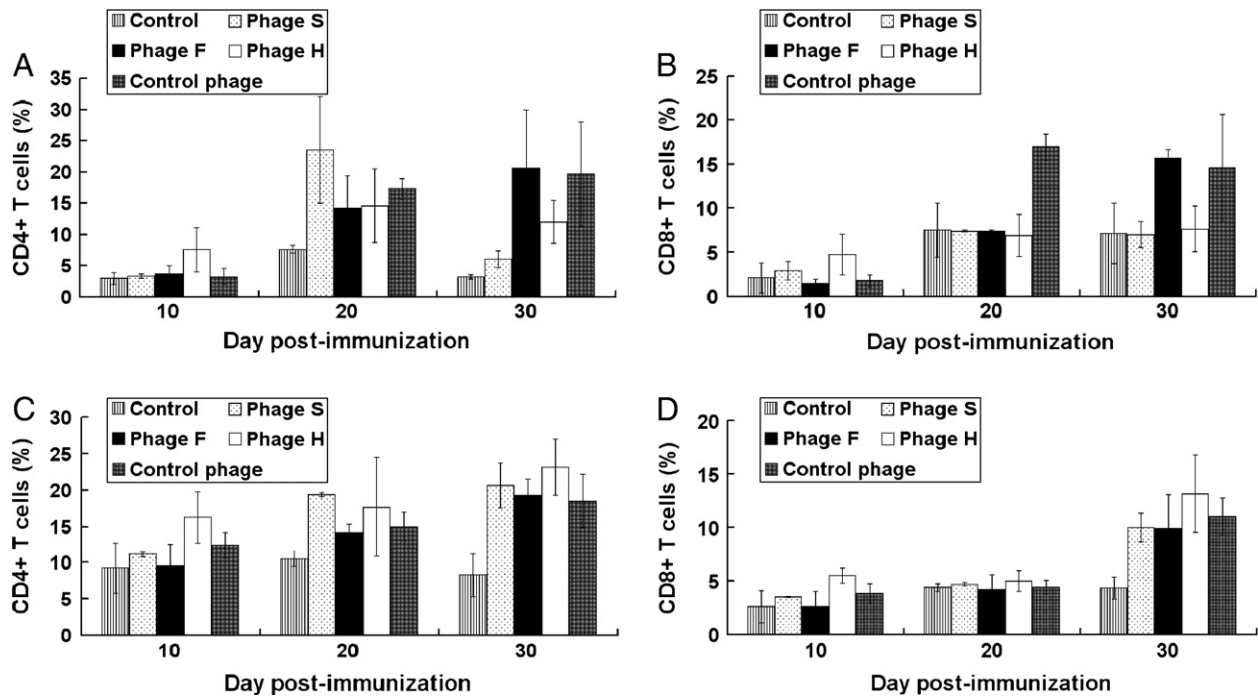 A
Control Phage S
Phage F Phage H
Control phage
CD4+ T cells (%)
35
30
25
20
15
10
5
0
10 20 30
Day post-immunization
B
Control Phage S
Phage F Phage H
Control phage
CD8+ T cells (%)
25
20
15
10
5
0
10 20 30
Day post-immunization
C
Control Phage S
Phage F Phage H
Control phage
CD4+ T cells (%)
30
25
20
15
10
5
0
10 20 30
Day post-immunization
D
Control Phage S
Phage F Phage H
Control phage
CD8+ T cells (%)
20
15
10
5
0
10 20 30
Day post-immunization